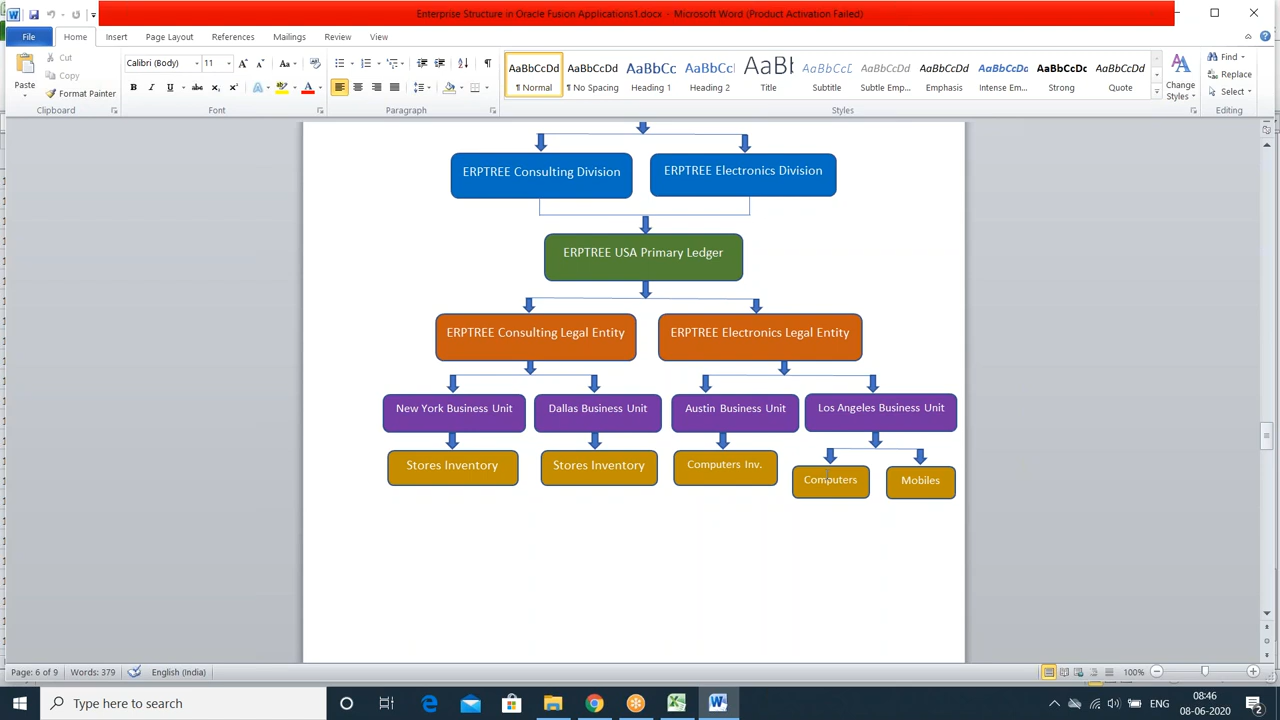 Enterprise Structure in Oracle Fusion Applications1.docx - Microsoft Word (Product Activation Failed)
File Home Insert Page Layout References Mailings Review View
Paste
Cut
Copy
Format Painter
Clipboard
Calibri (Body) 11
Font
Paragraph
AaBbCcDd AaBbCcDd AaBbCc AaBbCc AaBb AaBbCc. AaBbCcDd AaBbCcDd AaBbCcDd AaBbCcDd AaBbCcDd
¶ Normal ¶ No Spacing Heading 1 Heading 2 Title Subtitle Subtle Emp... Emphasis Intense Em... Strong Quote
Styles
Change
Styles
Find
Replace
Select
Editing
ERPTREE Consulting Division
ERPTREE Electronics Division
ERPTREE USA Primary Ledger
ERPTREE Consulting Legal Entity
ERPTREE Electronics Legal Entity
New York Business Unit
Dallas Business Unit
Austin Business Unit
Los Angeles Business Unit
Stores Inventory
Stores Inventory
Computers Inv.
Computers
Mobiles
Page: 6 of 9 Words: 379 English (India) 100%
Type here to search
ENG
08:46
08-06-2020
2